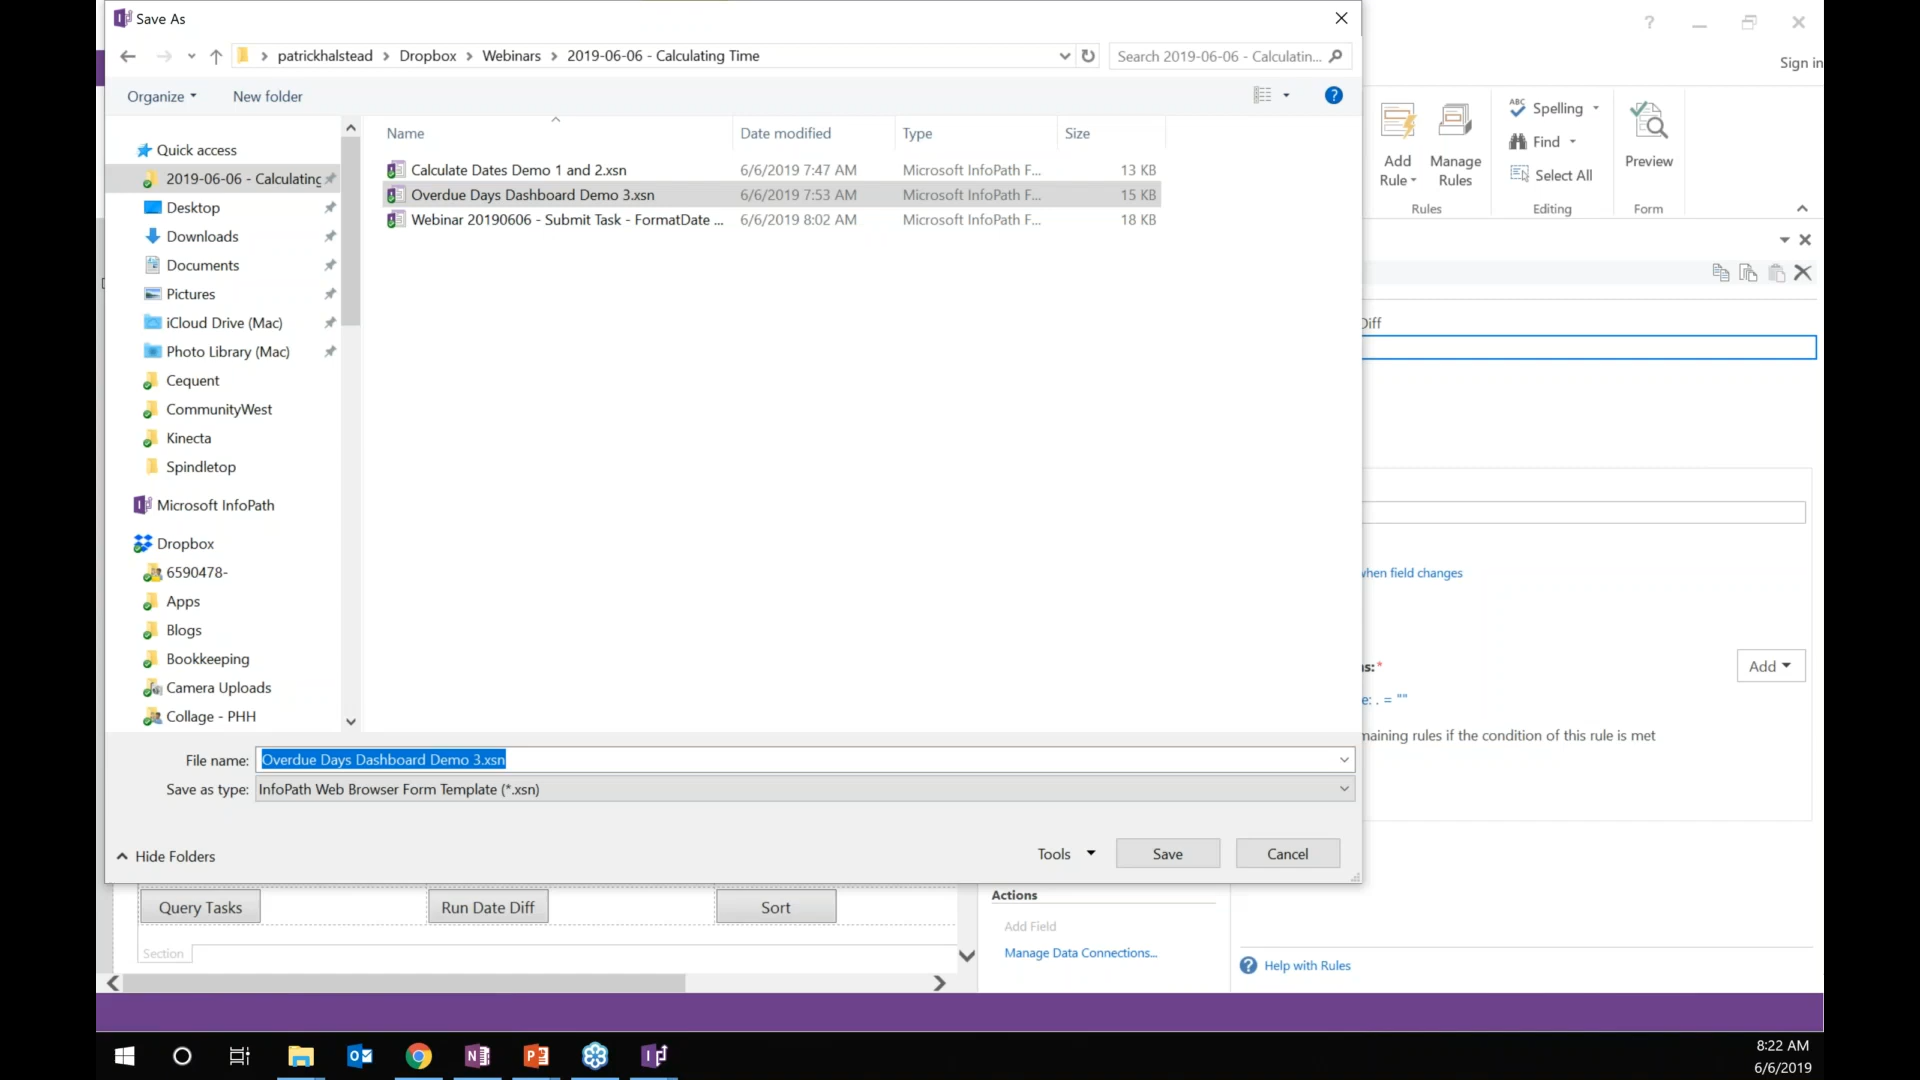 Save As
patrickhalstead > Dropbox > Webinars > 2019-06-06 - Calculating Time
Search 2019-06-06 - Calculatin...
Sign in
Organize
New folder
Name
Date modified
Type
Size
Quick access
2019-06-06 - Calculating
Desktop
Downloads
Documents
Pictures
iCloud Drive (Mac)
Photo Library (Mac)
Cequent
CommunityWest
Kinecta
Spindletop
Microsoft InfoPath
Dropbox
6590478-
Apps
Blogs
Bookkeeping
Camera Uploads
Collage - PHH
Calculate Dates Demo 1 and 2.xsn 6/6/2019 7:47 AM Microsoft InfoPath F... 13 KB
Overdue Days Dashboard Demo 3.xsn 6/6/2019 7:53 AM Microsoft InfoPath F... 15 KB
Webinar 20190606 - Submit Task - FormatDate ... 6/6/2019 8:02 AM Microsoft InfoPath F... 18 KB
File name: Overdue Days Dashboard Demo 3.xsn
Save as type: InfoPath Web Browser Form Template (*.xsn)
Hide Folders
Tools
Save
Cancel
Add Rule
Manage Rules
Rules
ABC Spelling
Find
Select All
Editing
Preview
Form
Diff
when field changes
ns:*
Add
e: . = ""
maining rules if the condition of this rule is met
Query Tasks
Run Date Diff
Sort
Section
Actions
Add Field
Manage Data Connections...
Help with Rules
8:22 AM
6/6/2019